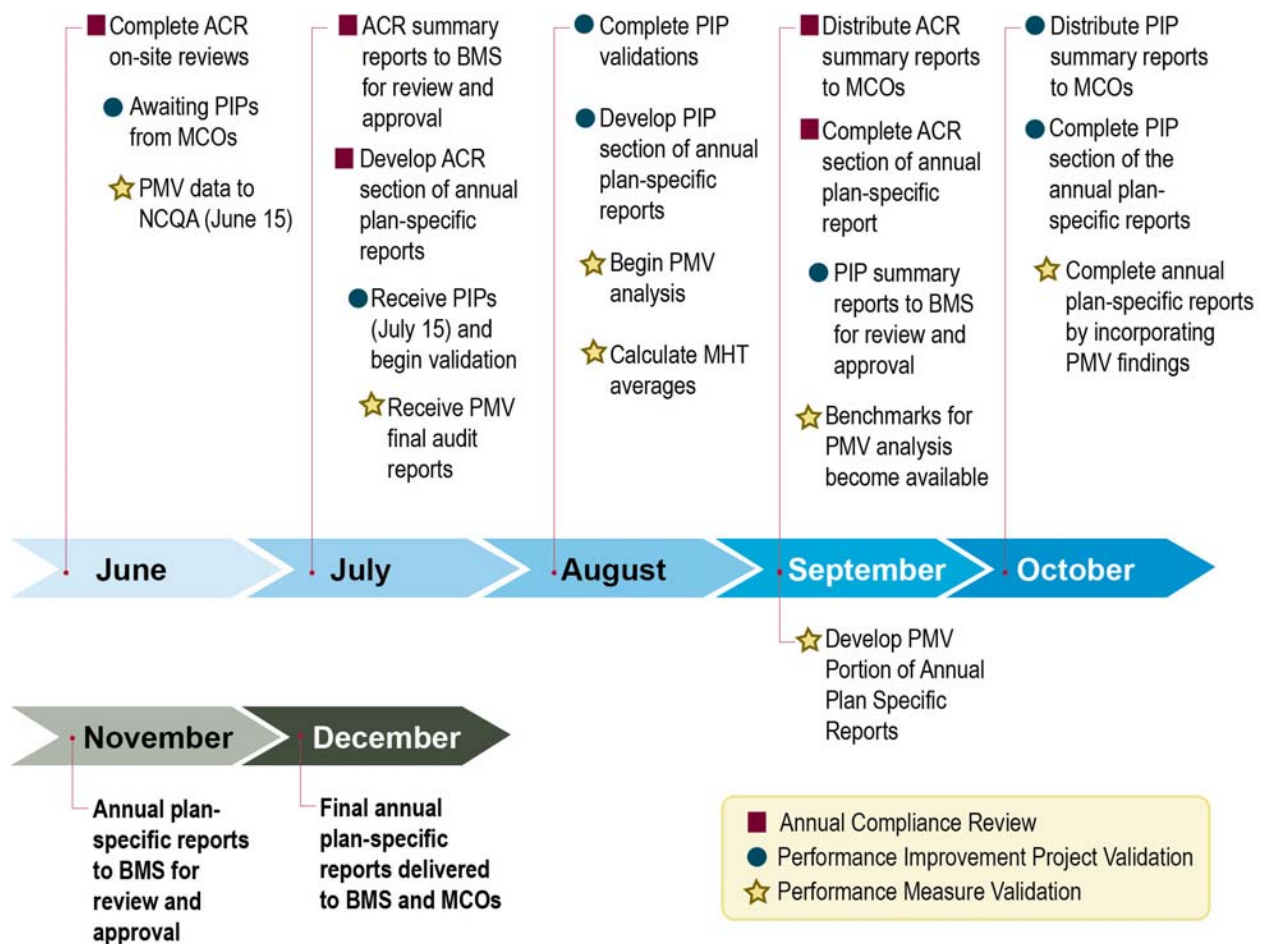 Complete ACR
on-site reviews
Awaiting PIPs
from MCOs
PMV data to
NCQA (June 15)
ACR summary
reports to BMS
for review and
approval
Develop ACR
section of annual
plan-specific
reports
Receive PIPs
(July 15) and
begin validation
Receive PMV
final audit
reports
Complete PIP
validations
Develop PIP
section of annual
plan-specific
reports
Begin PMV
analysis
Calculate MHT
averages
Distribute ACR
summary reports
to MCOs
Complete ACR
section of annual
plan-specific
report
PIP summary
reports to BMS
for review and
approval
Benchmarks for
PMV analysis
become available
Distribute PIP
summary reports
to MCOs
Complete PIP
section of the
annual plan-
specific reports
Complete annual
plan-specific reports
by incorporating
PMV findings
June
July
August
September
October
Develop PMV
Portion of Annual
Plan Specific
Reports
November
December
Annual plan-
specific reports
to BMS for
review and
approval
Final annual
plan-specific
reports delivered
to BMS and MCOs
Annual Compliance Review
Performance Improvement Project Validation
Performance Measure Validation